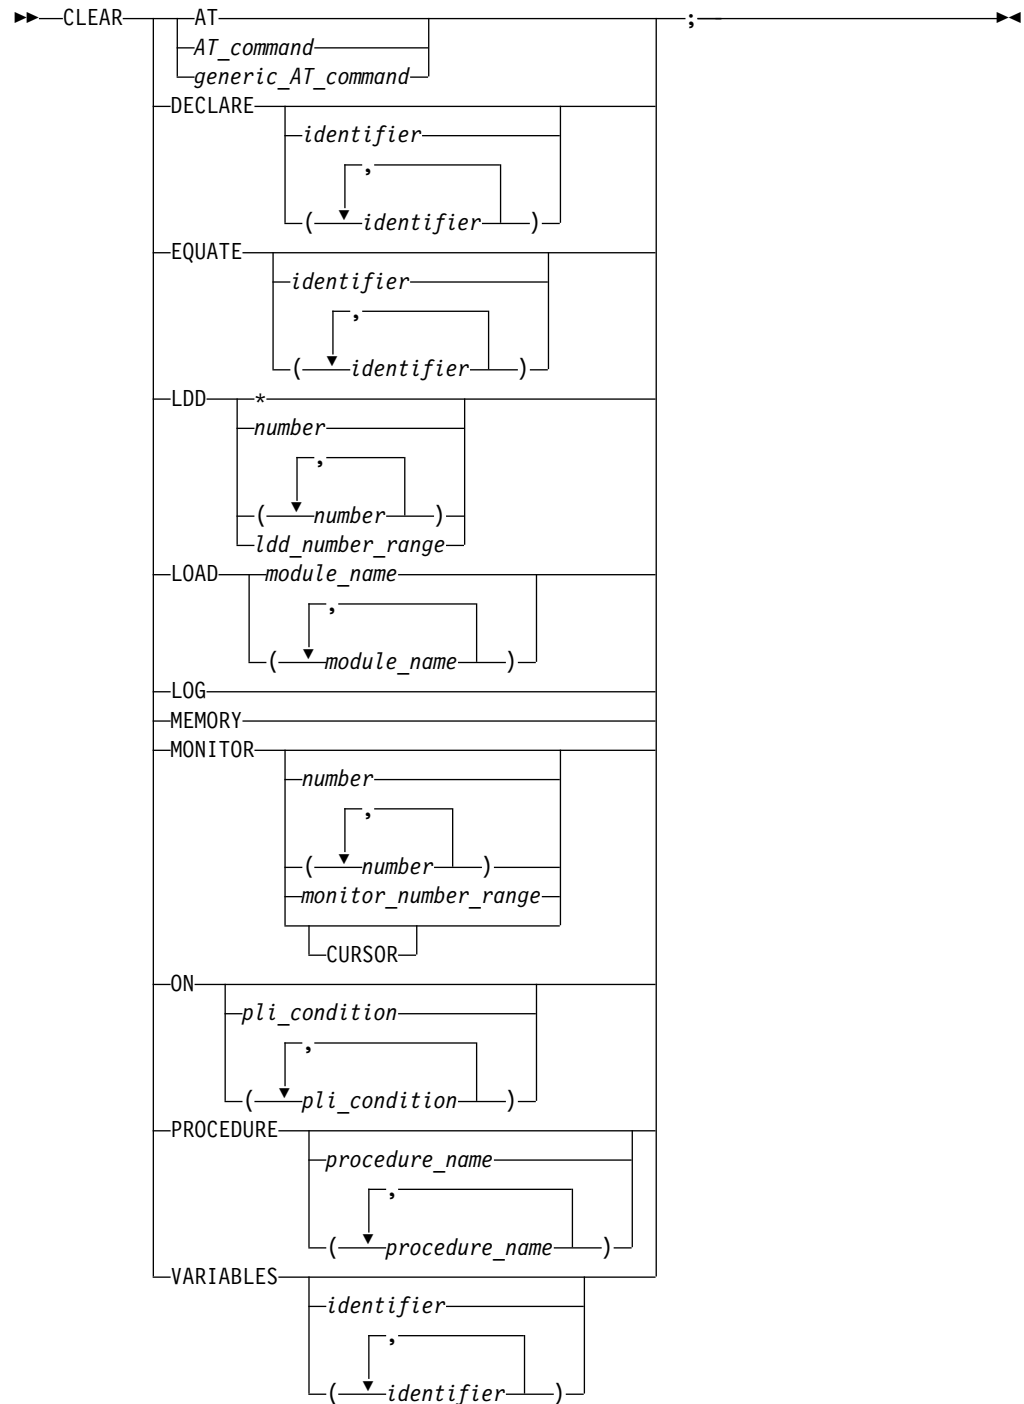 CLEAR AT ;
AT_command
generic_AT_command
DECLARE
identifier
,
( identifier )
EQUATE
identifier
,
( identifier )
LDD *
number
,
( number )
ldd_number_range
LOAD module_name
,
( module_name )
LOG
MEMORY
MONITOR
number
,
( number )
monitor_number_range
CURSOR
ON
pli_condition
,
( pli_condition )
PROCEDURE
procedure_name
,
( procedure_name )
VARIABLES
identifier
,
( identifier )